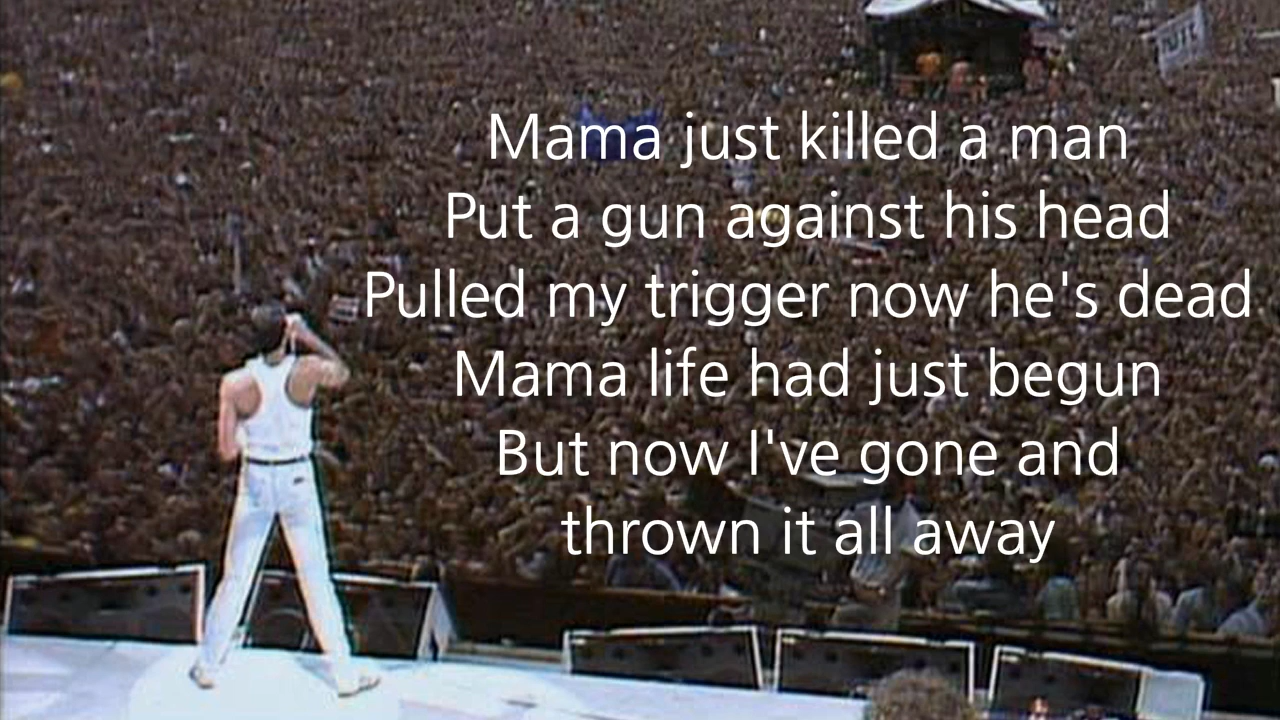 Mama just killed a man
Put a gun against his head
Pulled my trigger now he's dead
Mama life had just begun
But now I've gone and
thrown it all away